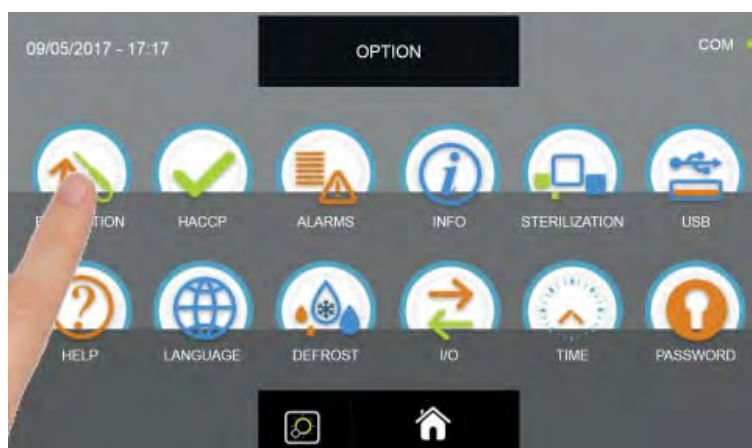 09/05/2017 - 17:17
OPTION
COM
HACCP
ALARMS
INFO
STERILIZATION
USB
HELP
LANGUAGE
DEFROST
I/O
TIME
PASSWORD